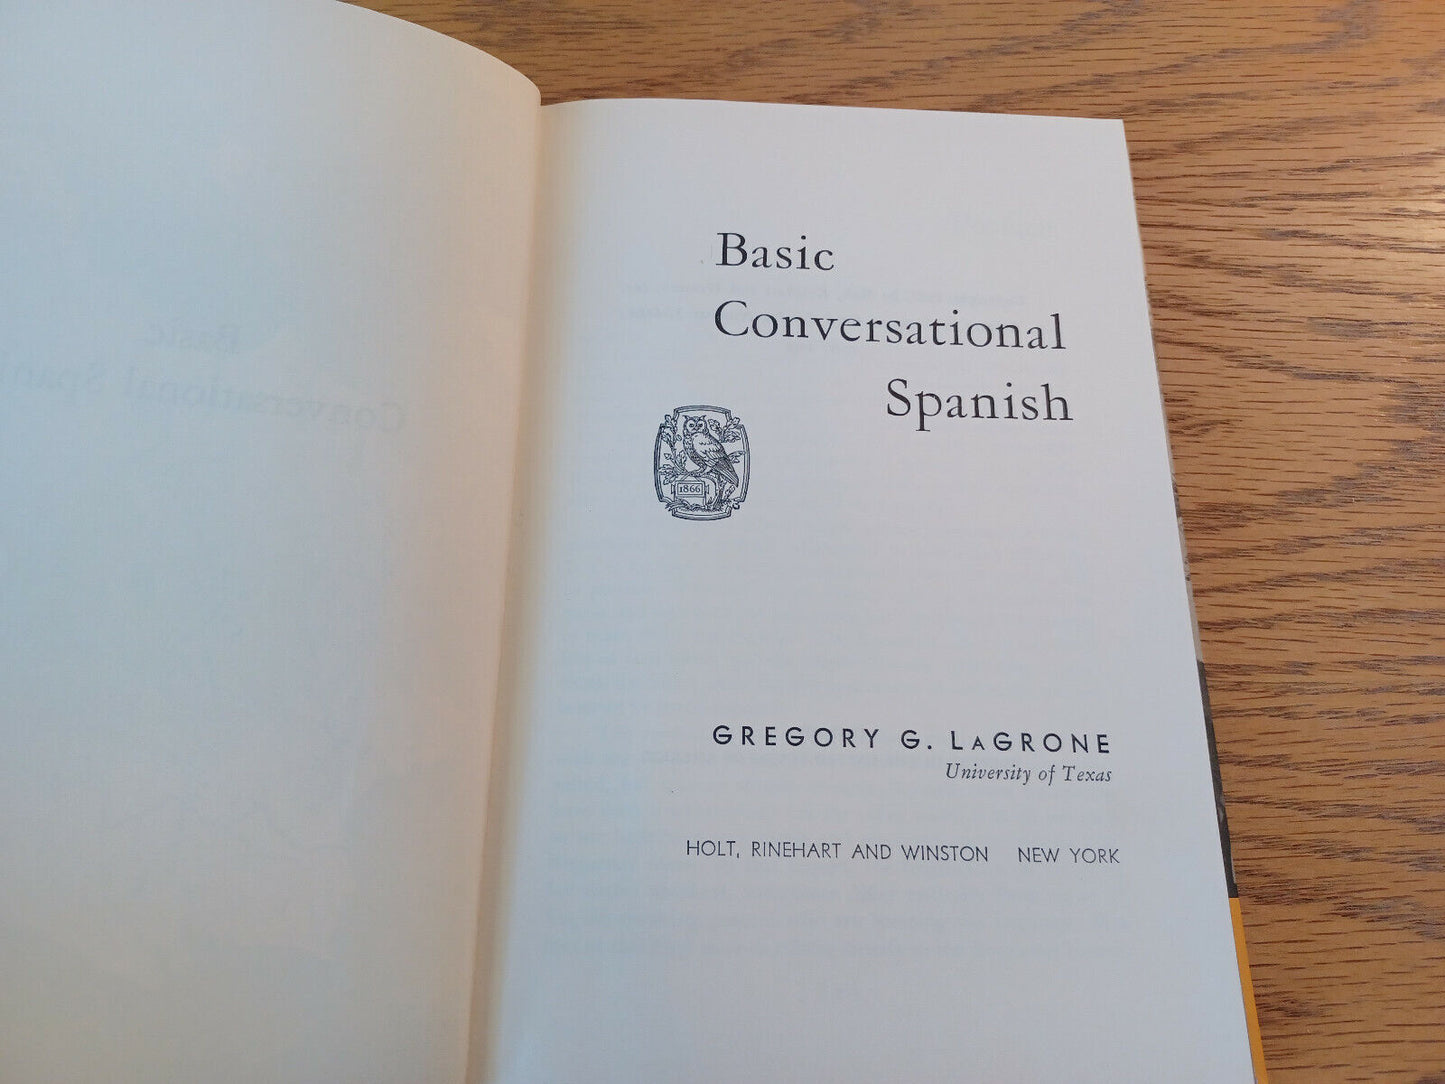 Basic
Conversational
Spanish
1866
GREGORY G. LAGRONE
University of Texas
HOLT, RINEHART AND WINSTON NEW YORK